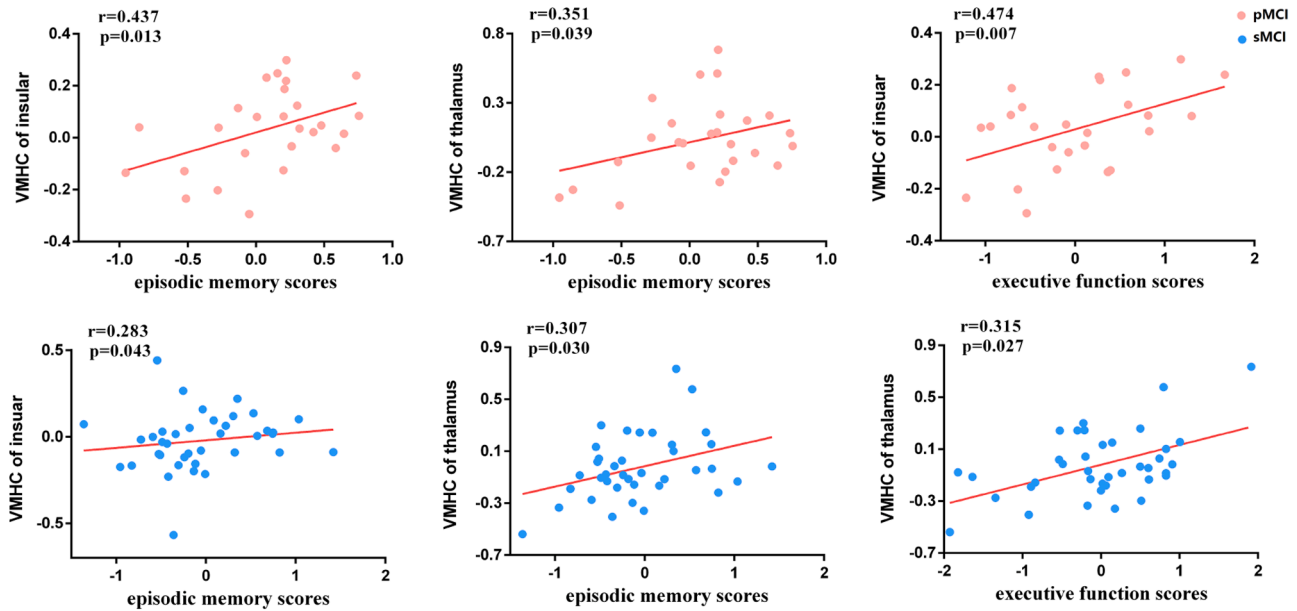 r=0.437
p=0.013
VMHC of insular
0.4
0.2
0.0
-0.2
-0.4
-1.0 -0.5 0.0 0.5 1.0
episodic memory scores
r=0.351
p=0.039
VMHC of thalamus
0.8
0.3
-0.2
-0.7
-1.0 -0.5 0.0 0.5 1.0
episodic memory scores
r=0.474
p=0.007
VMHC of insuar
0.4
0.2
0.0
-0.2
-0.4
-1 0 1 2
executive function scores
pMCI
sMCI
r=0.283
p=0.043
VMHC of insuar
0.5
0.0
-0.5
-1 0 1 2
episodic memory scores
r=0.307
p=0.030
VMHC of thalamus
0.9
0.5
0.1
-0.3
-0.7
-1 0 1 2
episodic memory scores
r=0.315
p=0.027
VMHC of thalamus
0.9
0.5
0.1
-0.3
-0.7
-2 -1 0 1 2
executive function scores